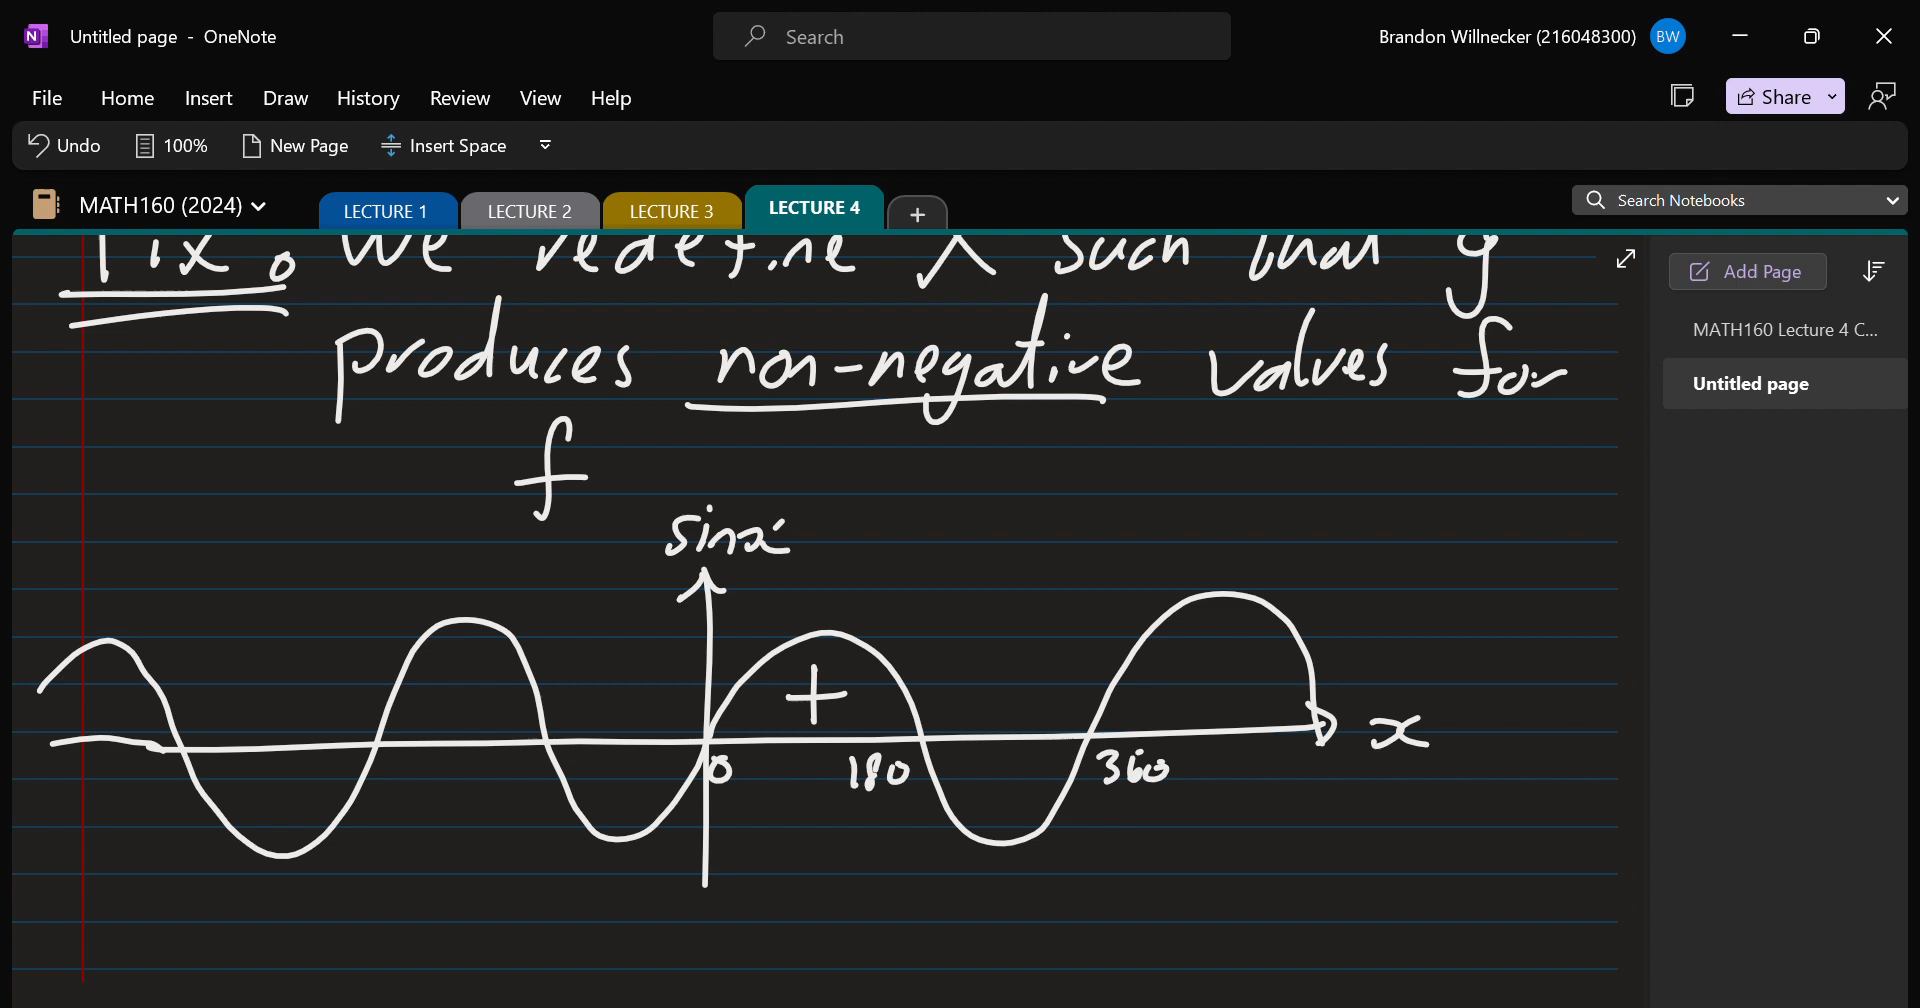 Untitled page - OneNote
Search
Brandon Willnecker (216048300)
BW
File Home Insert Draw History Review View Help
Share
Undo 100% New Page Insert Space
MATH160 (2024)
LECTURE 1
LECTURE 2
LECTURE 3
LECTURE 4
+
Search Notebooks
Add Page
MATH160 Lecture 4 C...
Untitled page
Fix: We redefine X such that g
produces non-negative values for
f
sinx
+
x
0 180 360